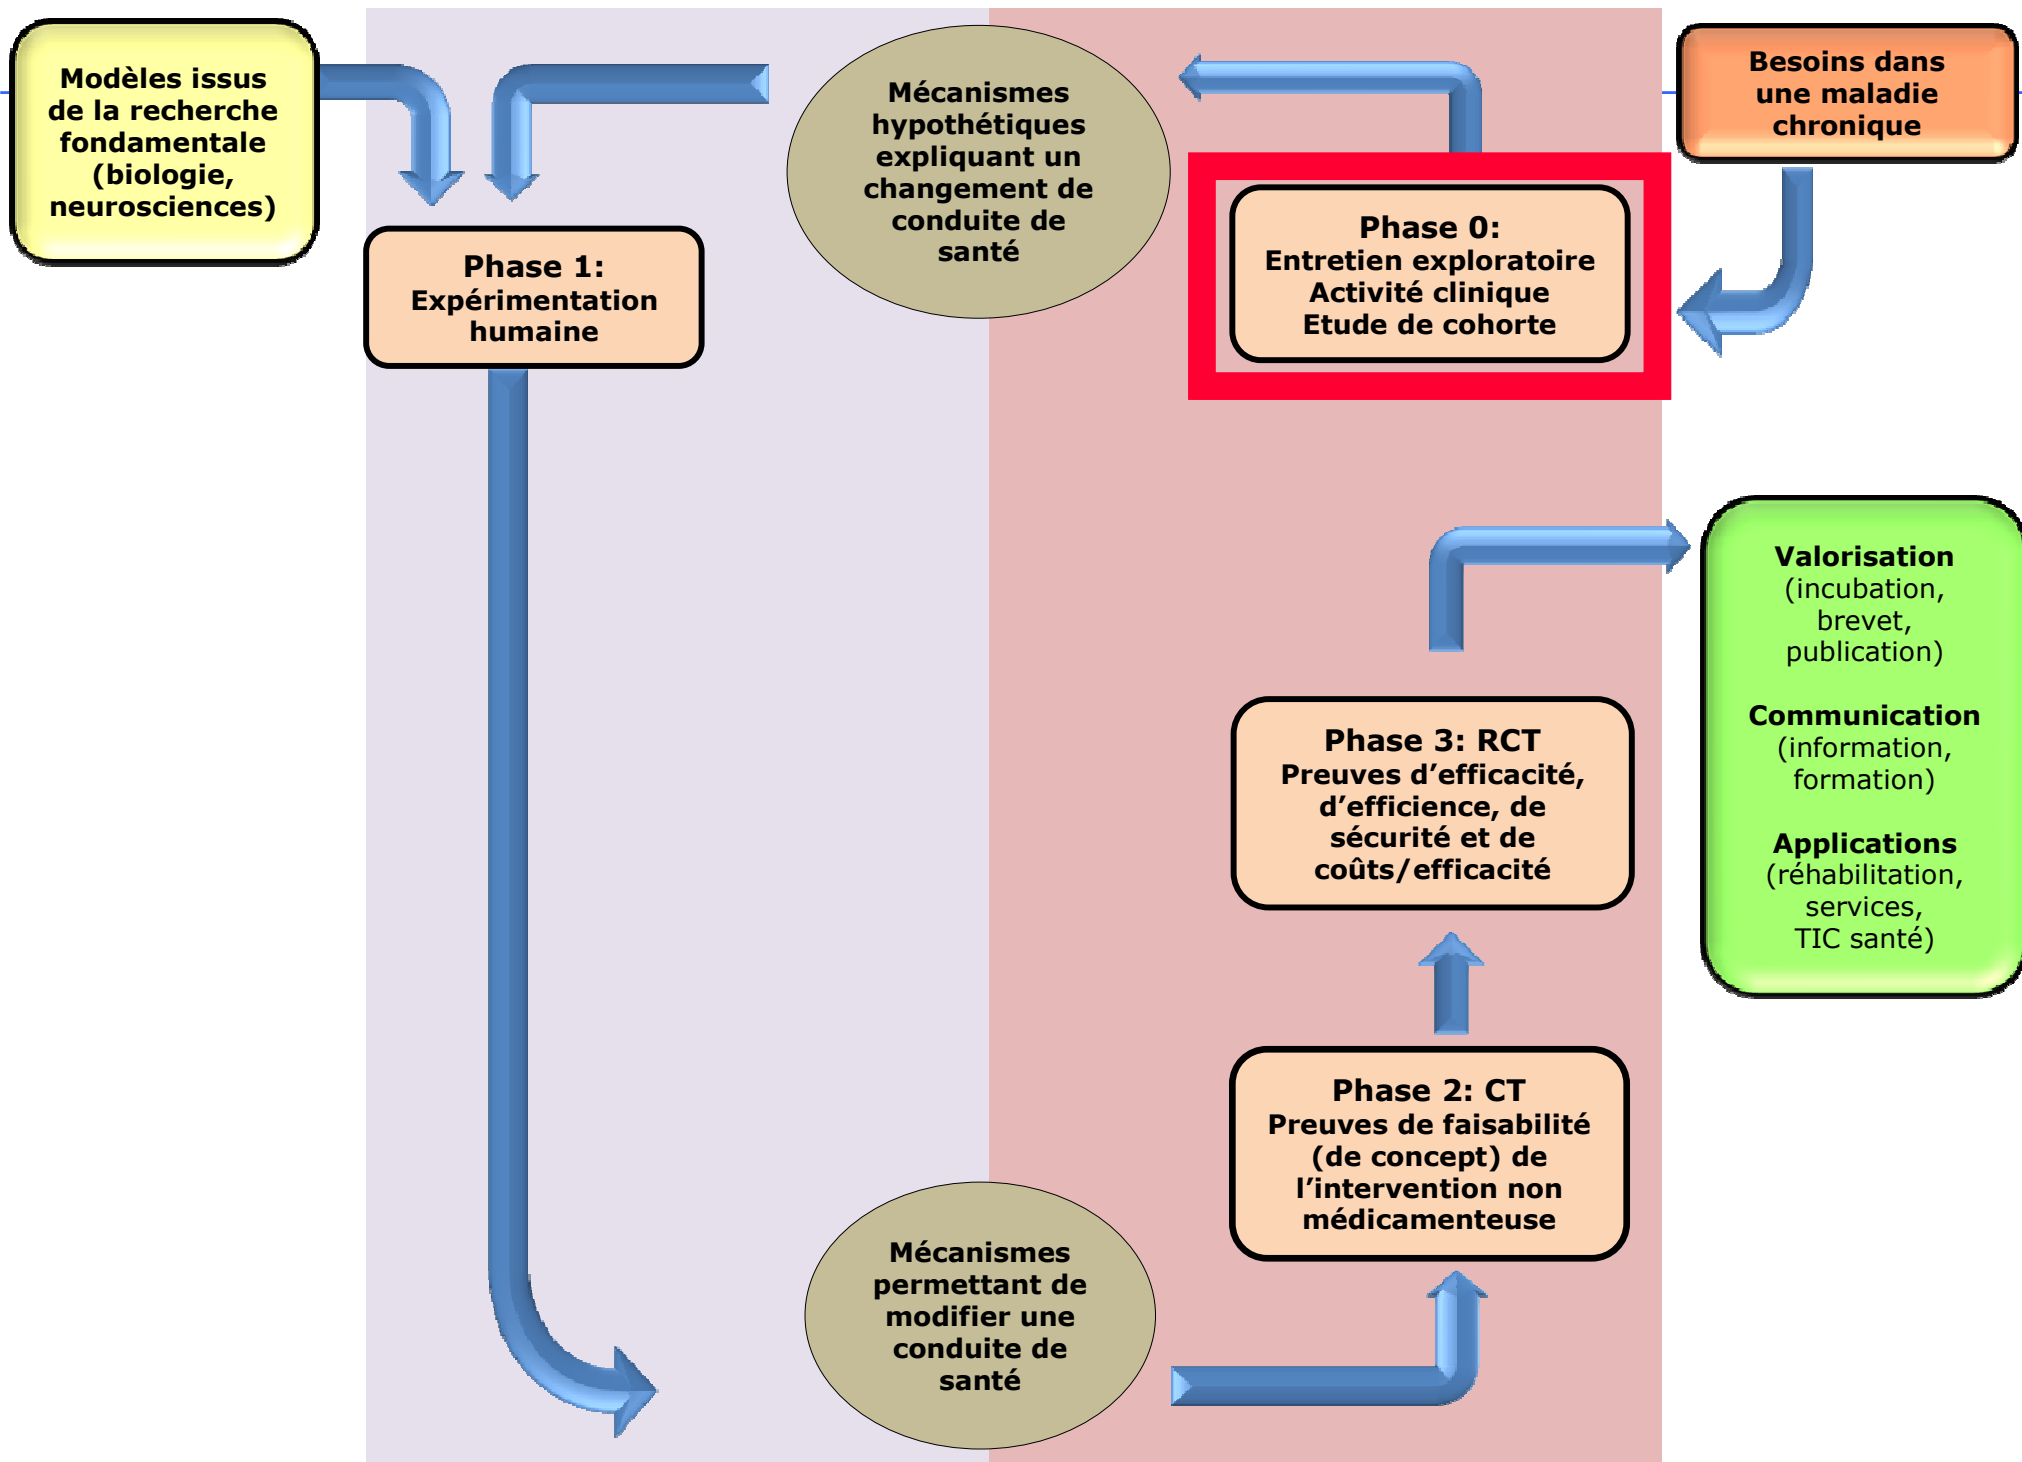 Modèles issus
de la recherche
fondamentale
(biologie,
neurosciences)
Mécanismes
hypothétiques
expliquant un
changement de
conduite de
santé
Besoins dans
une maladie
chronique
Phase 0:
Entretien exploratoire
Activité clinique
Etude de cohorte
Phase 1:
Expérimentation
humaine
Valorisation
(incubation,
brevet,
publication)
Communication
(information,
formation)
Applications
(réhabilitation,
services,
TIC santé)
Phase 3: RCT
Preuves d’efficacité,
d’efficience, de
sécurité et de
coûts/efficacité
Phase 2: CT
Preuves de faisabilité
(de concept) de
l’intervention non
médicamenteuse
Mécanismes
permettant de
modifier une
conduite de
santé